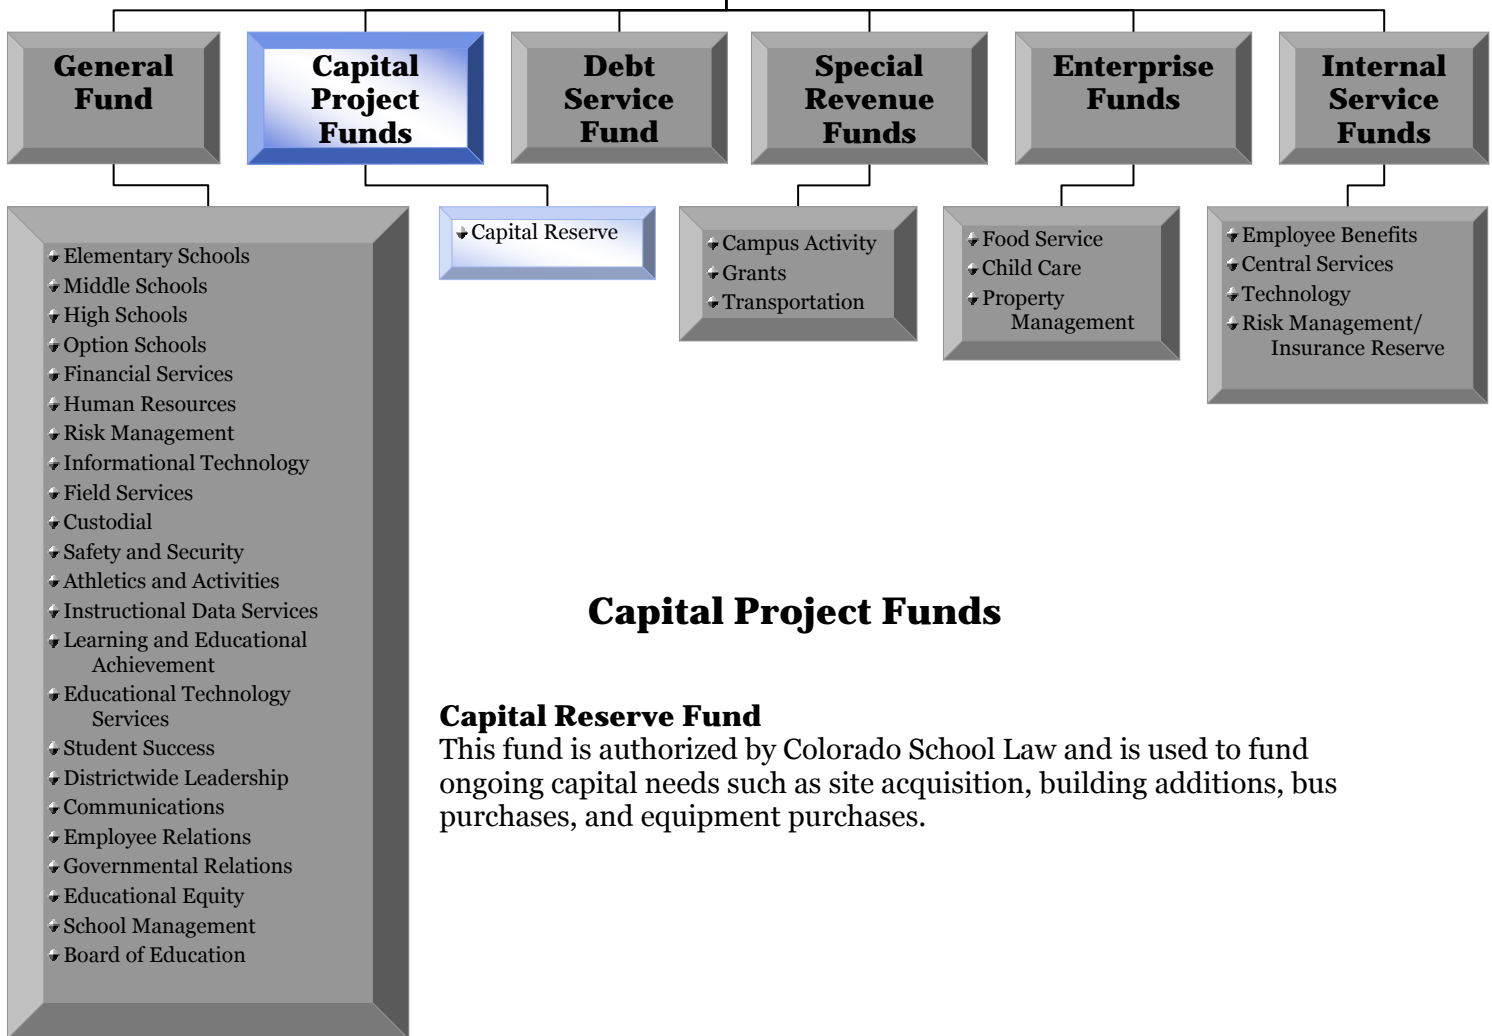 General
Fund
Capital
Project
Funds
Debt
Service
Fund
Special
Revenue
Funds
Enterprise
Funds
Internal
Service
Funds
Elementary Schools
Middle Schools
High Schools
Option Schools
Financial Services
Human Resources
Risk Management
Informational Technology
Field Services
Custodial
Safety and Security
Athletics and Activities
Instructional Data Services
Learning and Educational
Achievement
Educational Technology
Services
Student Success
Districtwide Leadership
Communications
Employee Relations
Governmental Relations
Educational Equity
School Management
Board of Education
Capital Reserve
Campus Activity
Grants
Transportation
Food Service
Child Care
Property
Management
Employee Benefits
Central Services
Technology
Risk Management/
Insurance Reserve
Capital Project Funds
Capital Reserve Fund
This fund is authorized by Colorado School Law and is used to fund
ongoing capital needs such as site acquisition, building additions, bus
purchases, and equipment purchases.